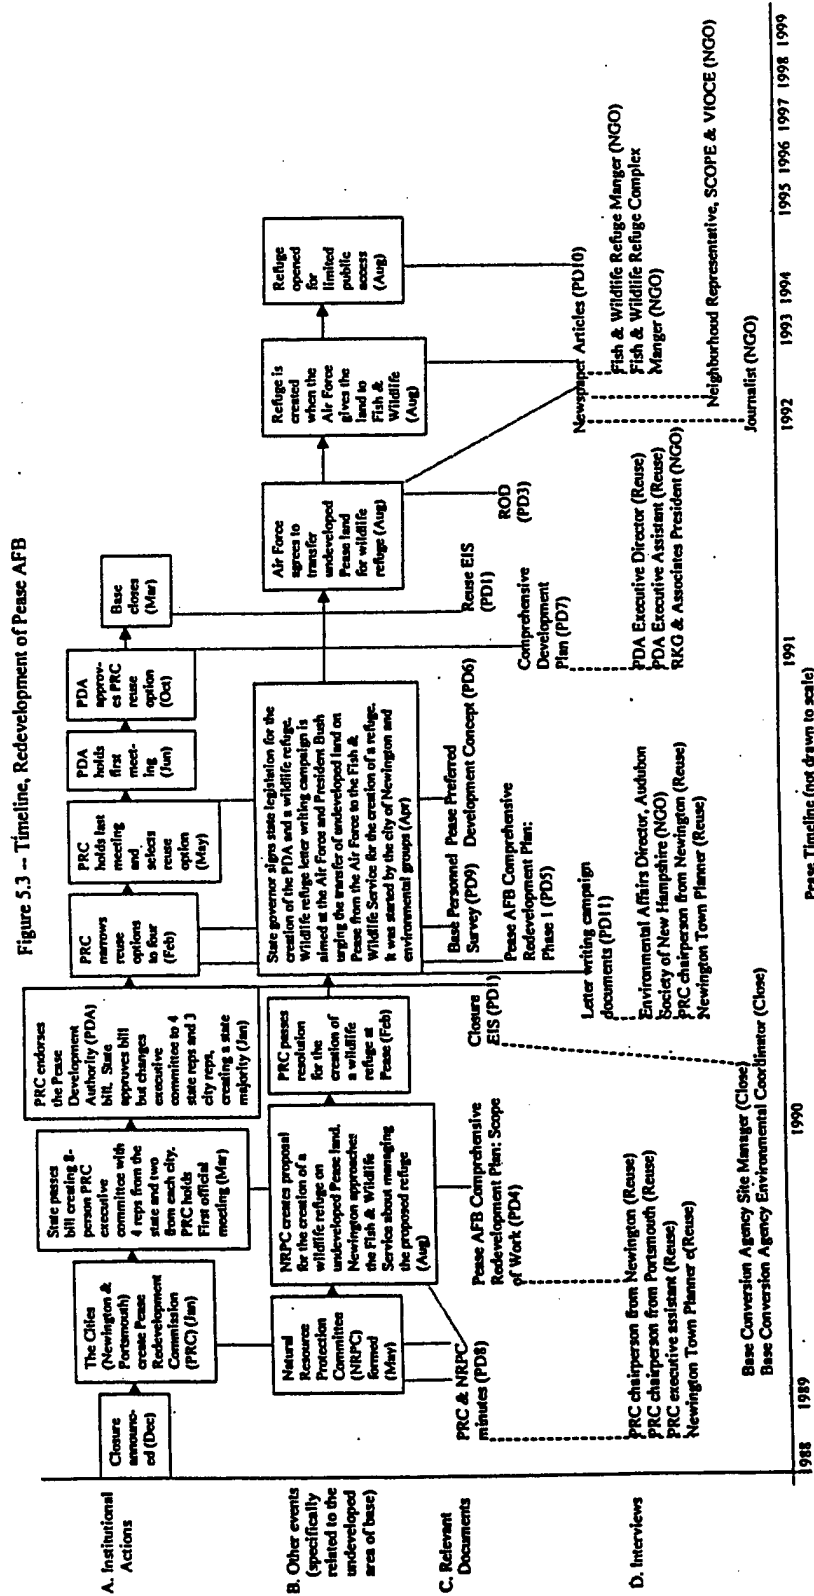 Figure 5.3 -- Timeline, Redevelopment of Pease AFB
A. Institutional
Actions
Closure
announc-
ed (Dec)
The Cities
(Newington &
Portsmouth)
create Pease
Redevelopment
Commission
(PRC) (Jan)
State passes
bill creating 8-
person PRC
executive
committee with
4 reps from the
state and two
from each city.
PRC holds
First official
meeting (Mar)
PRC endorses
the Pease
Development
Authority (PDA)
bill. State
approves bill
but changes
executive
committee to 4
state reps and 3
city reps,
creating a state
majority (Jan)
PRC
narrows
reuse
options
to four
(Feb)
PRC
holds last
meeting
and
selects
reuse
option
(May)
PDA
holds
first
meet-
ing
(Jun)
PDA
approv-
es PRC
reuse
option
(Oct)
Base
closes
(Mar)
B. Other events
(specifically
related to the
undeveloped
area of base)
Natural
Resource
Protection
Committee
(NRPC)
formed
(May)
NRPC creates proposal
for the creation of a
wildlife refuge on
undeveloped Pease land.
Newington approaches
the Fish & Wildlife
Service about managing
the proposed refuge
(Aug)
PRC passes
resolution
for the
creation of
a wildlife
refuge at
Pease (Feb)
State governor signs state legislation for the
creation of the PDA and a wildlife refuge.
Wildlife refuge letter writing campaign is
aimed at the Air Force and President Bush
urging the transfer of undeveloped land on
Pease from the Air Force to the Fish &
Wildlife Service for the creation of a refuge.
It was started by the city of Newington and
environmental groups (Apr)
Air Force
agrees to
transfer
undeveloped
Pease land
for wildlife
refuge (Aug)
Refuge is
created
when the
Air Force
gives the
land to
Fish &
Wildlife
(Aug)
Refuge
opened
for
limited
public
access
(Aug)
C. Relevant
Documents
PRC & NRPC
minutes (PD8)
Pease AFB Comprehensive
Redevelopment Plan: Scope
of Work (PD4)
Closure
EIS (PD1)
Letter writing campaign
documents (PD11)
Pease AFB Comprehensive
Redevelopment Plan:
Phase 1 (PD5)
Base Personnel
Survey (PD9)
Pease Preferred
Development Concept (PD6)
Comprehensive
Development
Plan (PD7)
Reuse EIS
(PD1)
ROD
(PD3)
Newspaper Articles (PD10)
D. Interviews
PRC chairperson from Newington (Reuse)
PRC chairperson from Portsmouth (Reuse)
PRC executive assistant (Reuse)
Newington Town Planner e(Reuse)
Base Conversion Agency Site Manager (Close)
Base Conversion Agency Environmental Coordinator (Close)
Environmental Affairs Director, Audubon
Society of New Hampshire (NGO)
PRC chairperson from Newington (Reuse)
Newington Town Planner (Reuse)
PDA Executive Director (Reuse)
PDA Executive Assistant (Reuse)
RKG & Associates President (NGO)
Fish & Wildlife Refuge Manger (NGO)
Fish & Wildlife Refuge Complex
Manger (NGO)
Neighborhood Representative, SCOPE & VIOCE (NGO)
Journalist (NGO)
1988 1989 1990 1991 1992 1993 1994 1995 1996 1997 1998 1999
Pease Timeline (not drawn to scale)